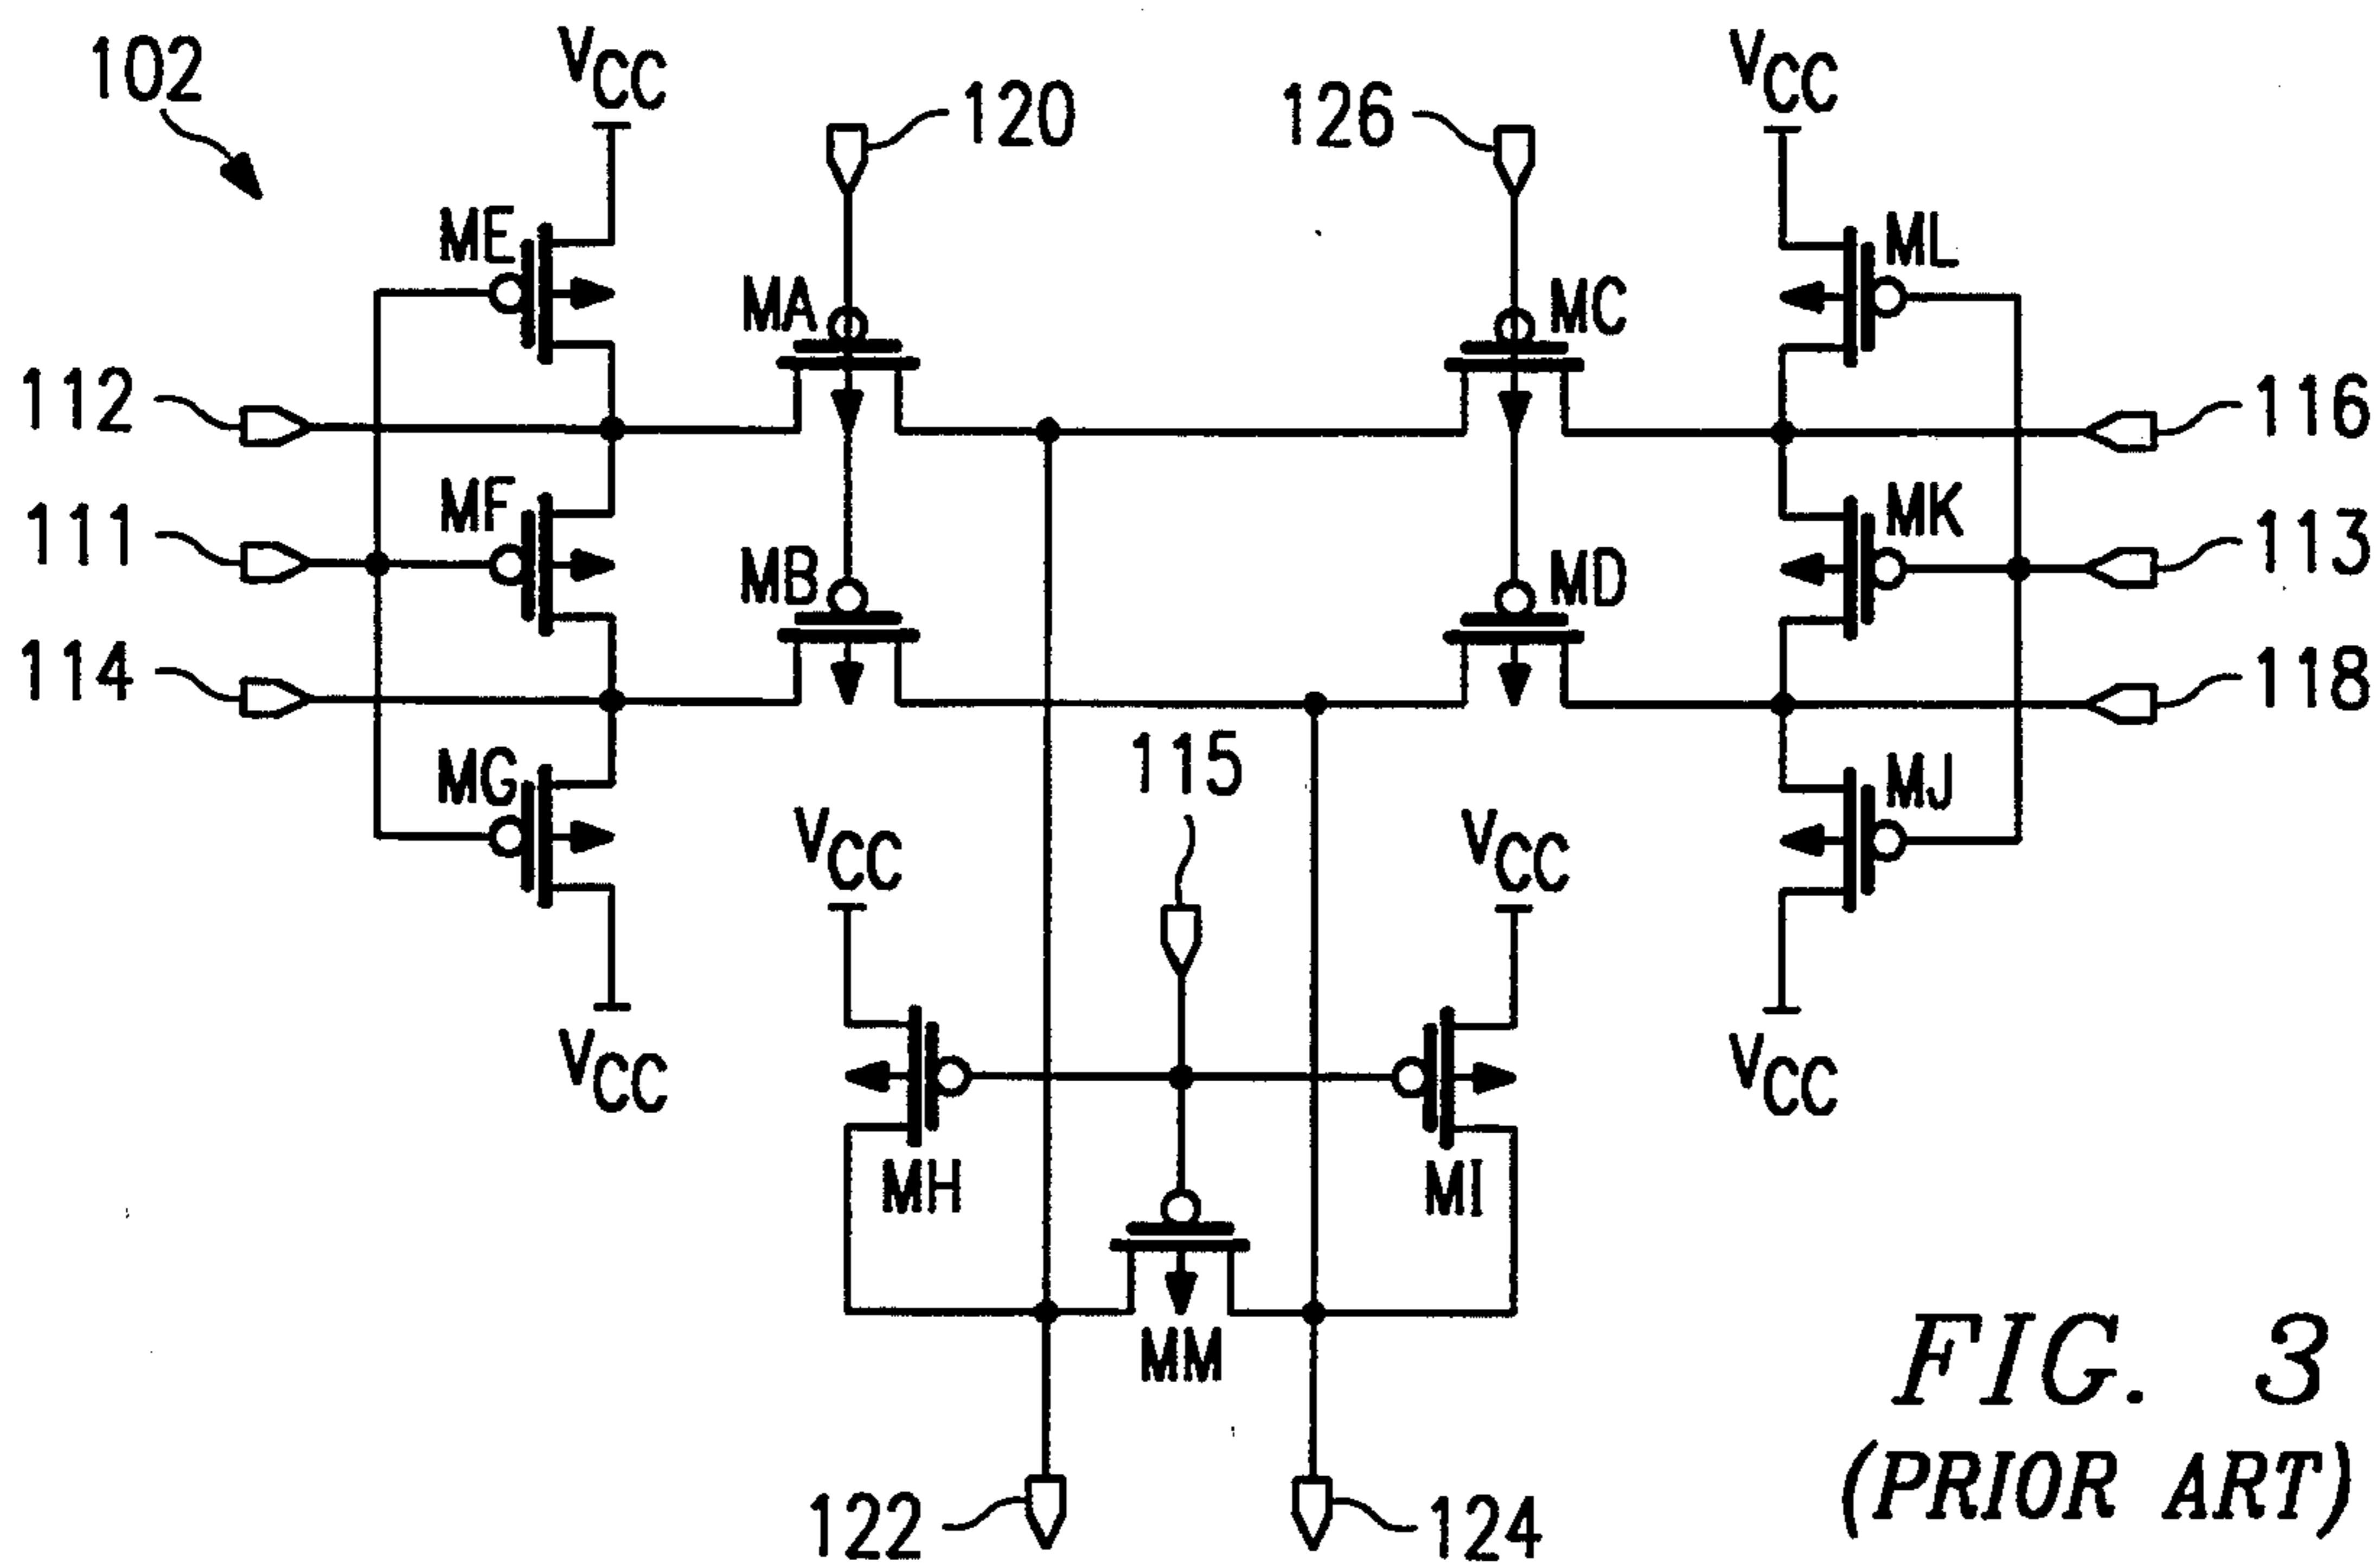 102
VCC
120
126
VCC
ME
MA
MC
ML
112
116
MF
MK
111
113
MB
MD
114
118
115
MG
MJ
VCC
VCC
VCC
VCC
MH
MI
MM
122
124
FIG. 3
(PRIOR ART)